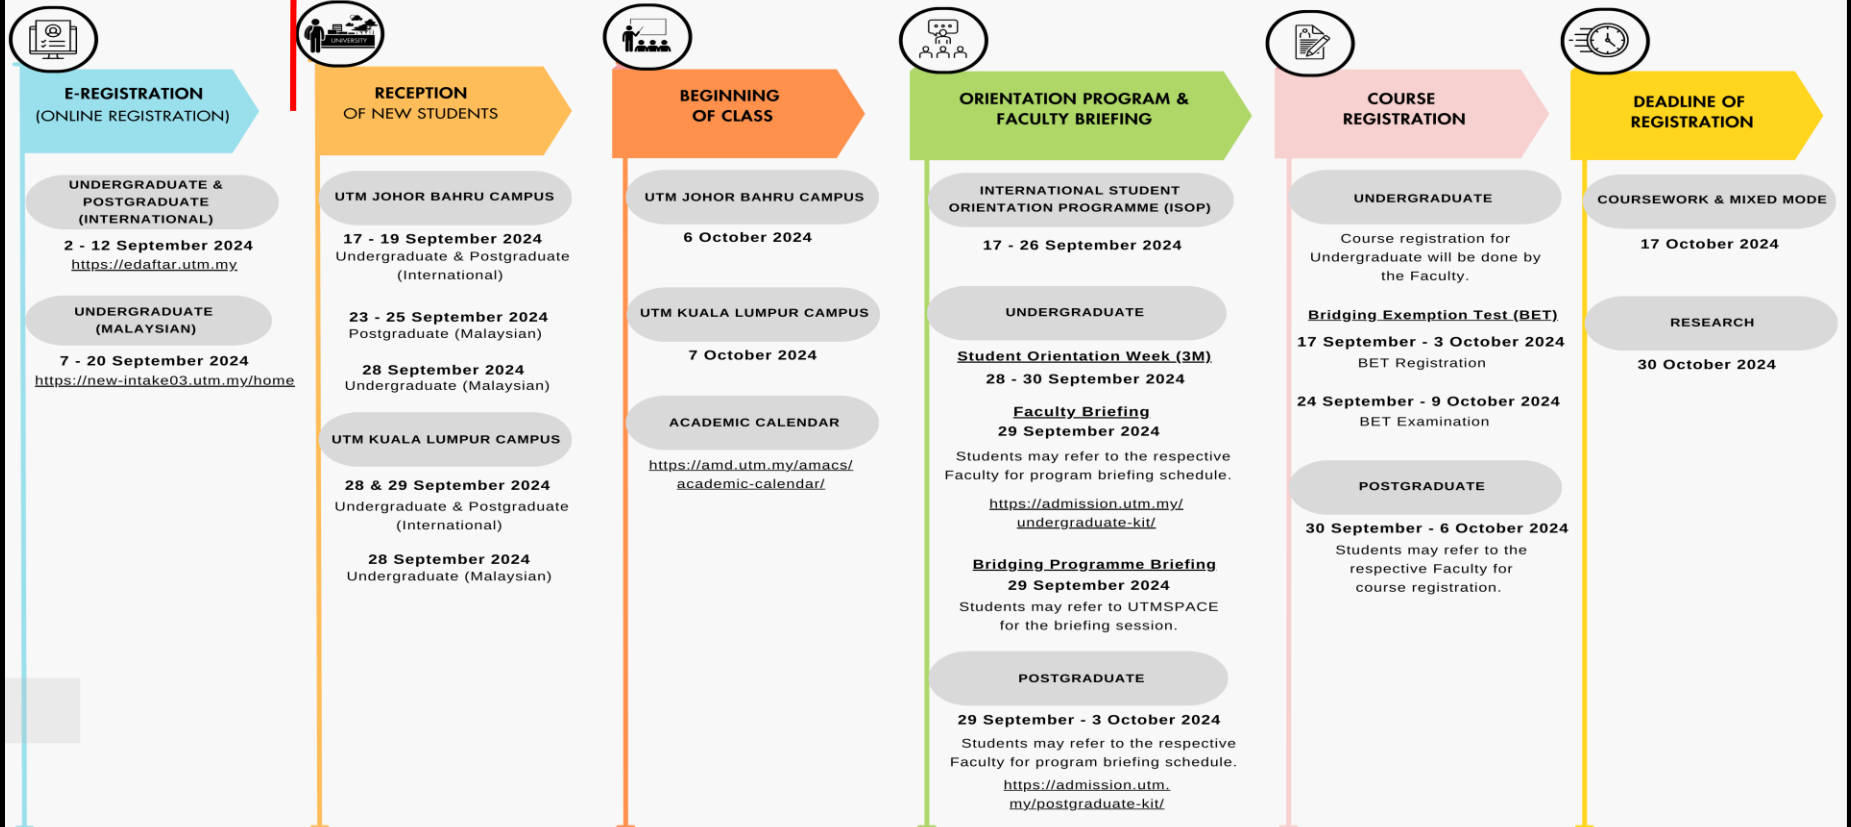 UNIVERSITY
E-REGISTRATION
(ONLINE REGISTRATION)
UNDERGRADUATE &
POSTGRADUATE
(INTERNATIONAL)
2 - 12 September 2024
https://edaftar.utm.my
UNDERGRADUATE
(MALAYSIAN)
7 - 20 September 2024
https://new-intake03.utm.my/home
RECEPTION
OF NEW STUDENTS
UTM JOHOR BAHRU CAMPUS
17 - 19 September 2024
Undergraduate & Postgraduate
(International)
23 - 25 September 2024
Postgraduate (Malaysian)
28 September 2024
Undergraduate (Malaysian)
UTM KUALA LUMPUR CAMPUS
28 & 29 September 2024
Undergraduate & Postgraduate
(International)
28 September 2024
Undergraduate (Malaysian)
BEGINNING
OF CLASS
UTM JOHOR BAHRU CAMPUS
6 October 2024
UTM KUALA LUMPUR CAMPUS
7 October 2024
ACADEMIC CALENDAR
https://amd.utm.my/amacs/
academic-calendar/
ORIENTATION PROGRAM &
FACULTY BRIEFING
INTERNATIONAL STUDENT
ORIENTATION PROGRAMME (ISOP)
17 - 26 September 2024
UNDERGRADUATE
Student Orientation Week (3M)
28 - 30 September 2024
Faculty Briefing
29 September 2024
Students may refer to the respective
Faculty for program briefing schedule.
https://admission.utm.my/
undergraduate-kit/
Bridging Programme Briefing
29 September 2024
Students may refer to UTMSPACE
for the briefing session.
POSTGRADUATE
29 September - 3 October 2024
Students may refer to the respective
Faculty for program briefing schedule.
https://admission.utm.
my/postgraduate-kit/
COURSE
REGISTRATION
UNDERGRADUATE
Course registration for
Undergraduate will be done by
the Faculty.
Bridging Exemption Test (BET)
17 September - 3 October 2024
BET Registration
24 September - 9 October 2024
BET Examination
POSTGRADUATE
30 September - 6 October 2024
Students may refer to the
respective Faculty for
course registration.
DEADLINE OF
REGISTRATION
COURSEWORK & MIXED MODE
17 October 2024
RESEARCH
30 October 2024